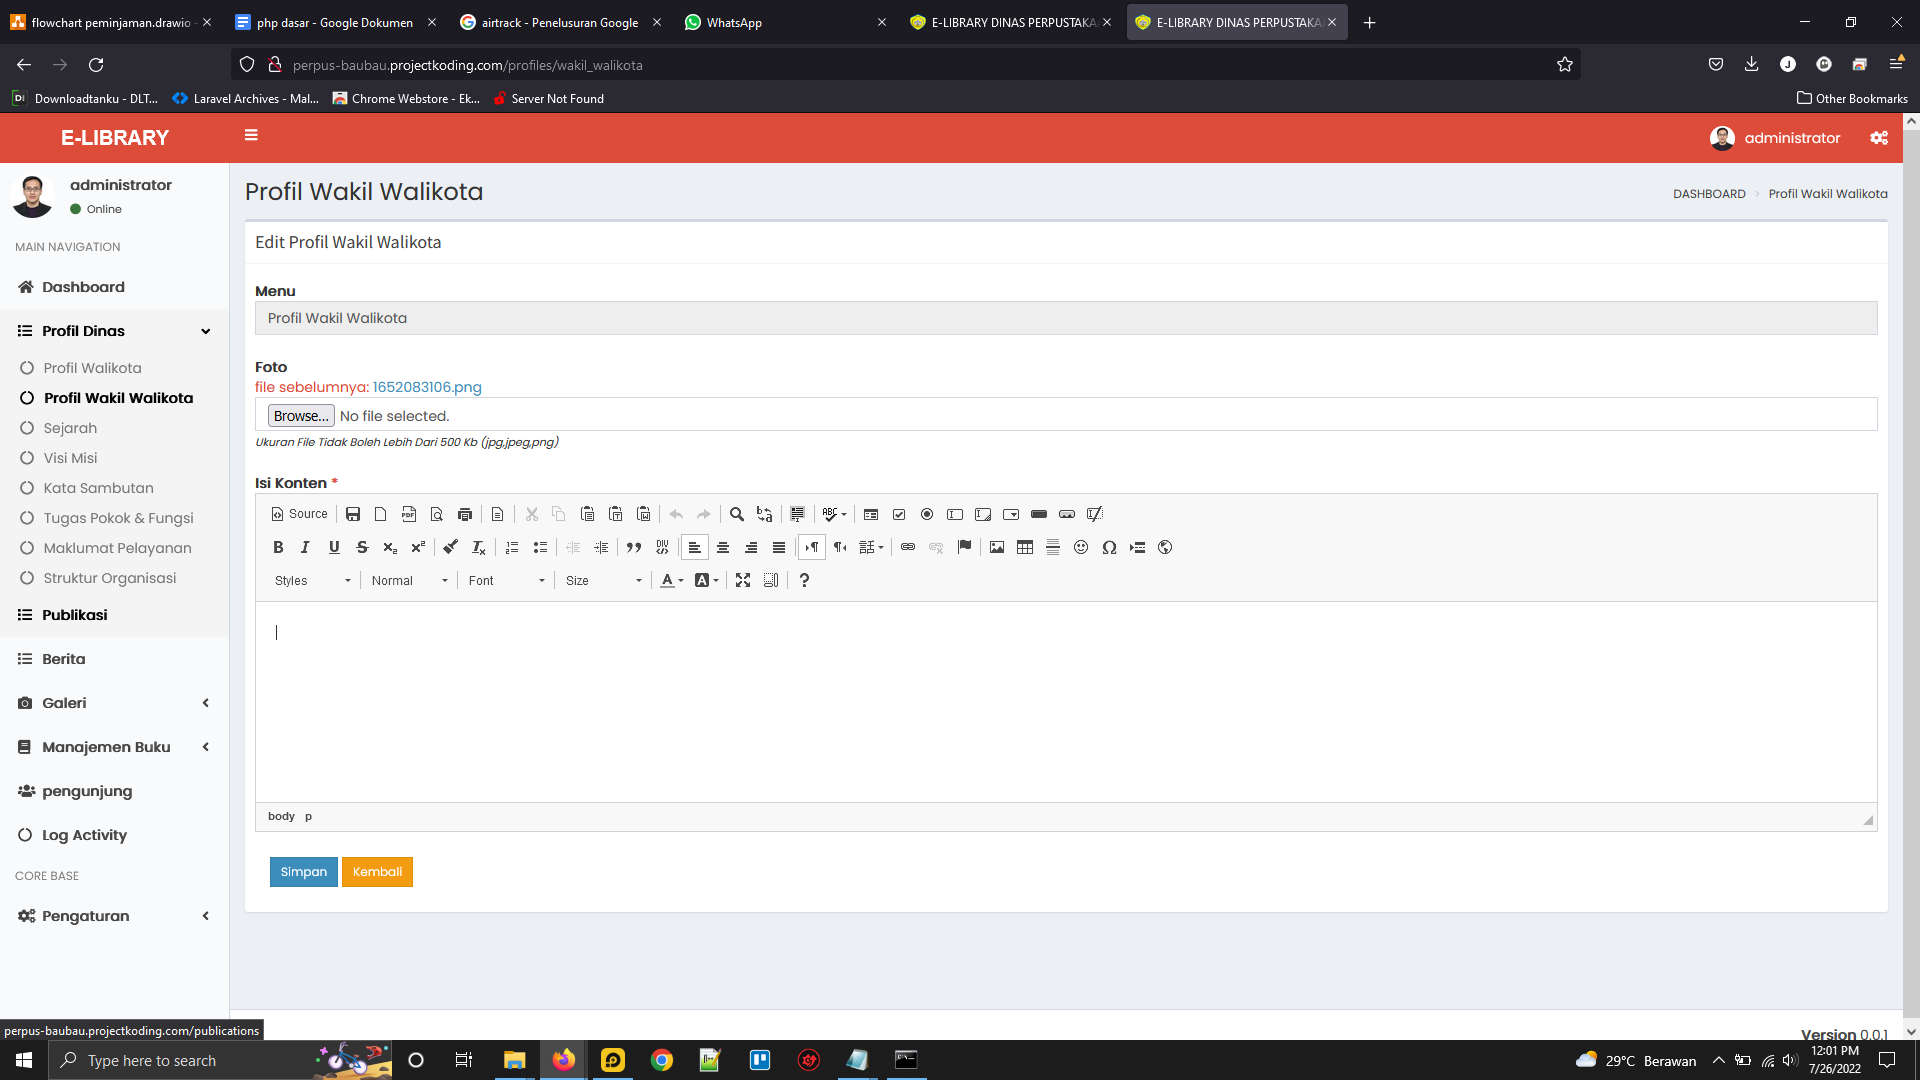 flowchart peminjaman.drawio -
php dasar - Google Dokumen
airtrack - Penelusuran Google
WhatsApp
E-LIBRARY DINAS PERPUSTAKA
E-LIBRARY DINAS PERPUSTAKA
perpus-baubau.projectkoding.com/profiles/wakil_walikota
Downloadtanku - DLT...
Laravel Archives - Mal...
Chrome Webstore - Ek...
Server Not Found
Other Bookmarks
E-LIBRARY
administrator
administrator
Online
MAIN NAVIGATION
Dashboard
Profil Dinas
Profil Walikota
Profil Wakil Walikota
Sejarah
Visi Misi
Kata Sambutan
Tugas Pokok & Fungsi
Maklumat Pelayanan
Struktur Organisasi
Publikasi
Berita
Galeri
Manajemen Buku
pengunjung
Log Activity
CORE BASE
Pengaturan
Profil Wakil Walikota
DASHBOARD > Profil Wakil Walikota
Edit Profil Wakil Walikota
Menu
Profil Wakil Walikota
Foto
file sebelumnya: 1652083106.png
Browse... No file selected.
Ukuran File Tidak Boleh Lebih Dari 500 Kb (jpg,jpeg,png)
Isi Konten *
Source
Styles Normal Font Size
body p
Simpan Kembali
Version 0.0.1
perpus-baubau.projectkoding.com/publications
Type here to search
29°C Berawan
12:01 PM
7/26/2022